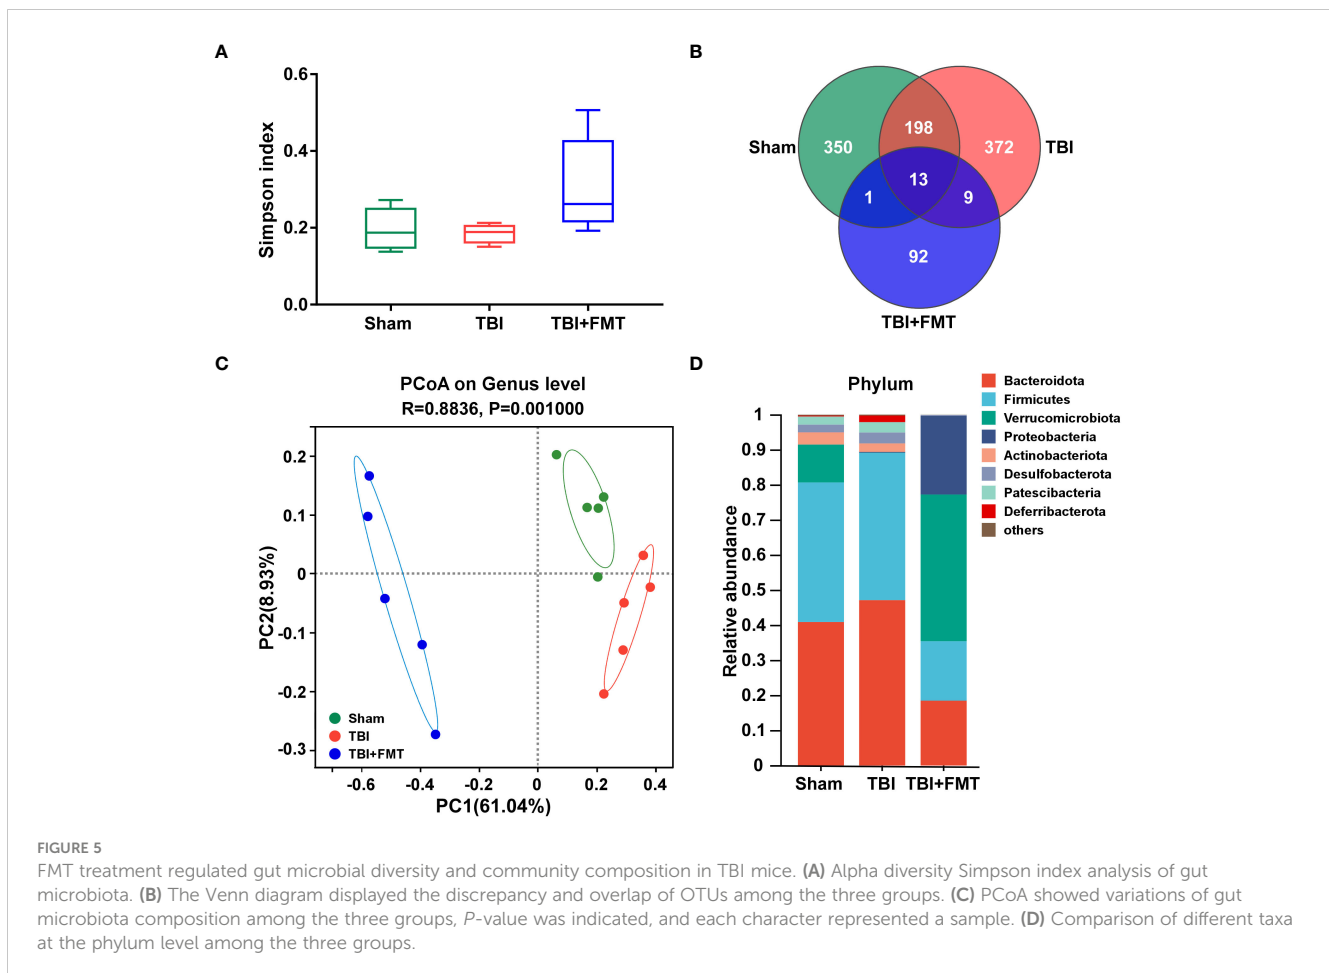 A
0.6
0.4
0.2
0.0
Simpson index
Sham
TBI
TBI+FMT
B
Sham
TBI
TBI+FMT
350
198
372
13
1
9
92
C
PCoA on Genus level
R=0.8836, P=0.001000
0.2
0.1
0
-0.1
-0.2
-0.3
PC2(8.93%)
Sham
TBI
TBI+FMT
-0.6
-0.4
-0.2
0
0.2
0.4
PC1(61.04%)
D
Phylum
1
0.9
0.8
0.7
0.6
0.5
0.4
0.3
0.2
0.1
0
Relative abundance
Sham
TBI
TBI+FMT
Bacteroidota
Firmicutes
Verrucomicrobiota
Proteobacteria
Actinobacteriota
Desulfobacterota
Patescibacteria
Deferribacterota
others
FIGURE 5
FMT treatment regulated gut microbial diversity and community composition in TBI mice. (A) Alpha diversity Simpson index analysis of gut
microbiota. (B) The Venn diagram displayed the discrepancy and overlap of OTUs among the three groups. (C) PCoA showed variations of gut
microbiota composition among the three groups, P-value was indicated, and each character represented a sample. (D) Comparison of different taxa
at the phylum level among the three groups.